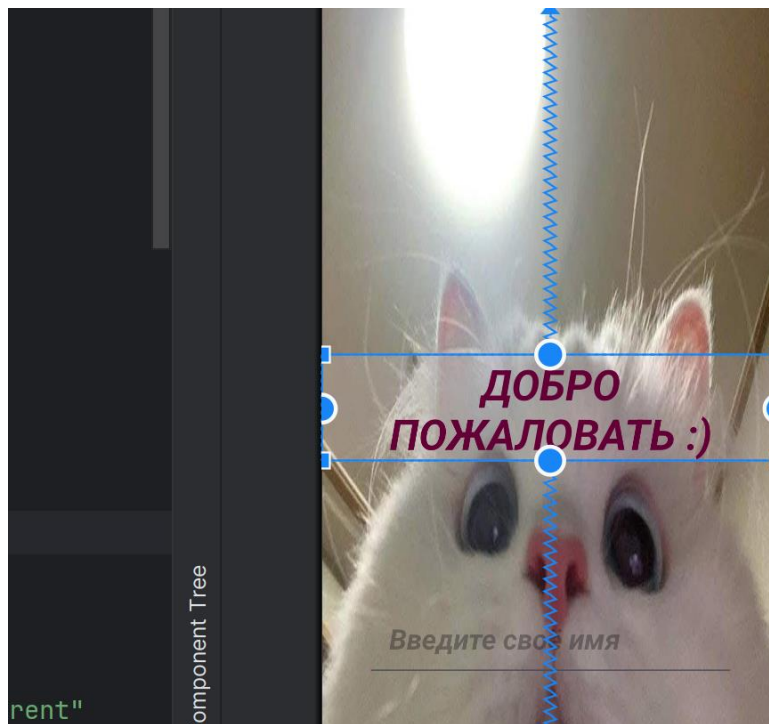 ДОБРО
ПОЖАЛОВАТЬ :)
Введите своё имя
omponent Tree
rent"